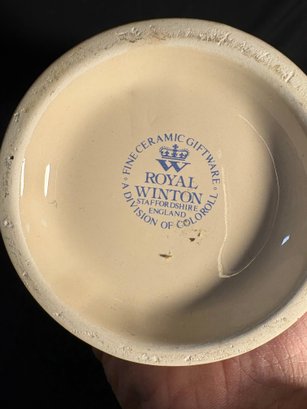 FINE CERAMIC GIFTWARE
W
ROYAL
WINTON
STAFFORDSHIRE
ENGLAND
A DIVISION OF COLOROLL